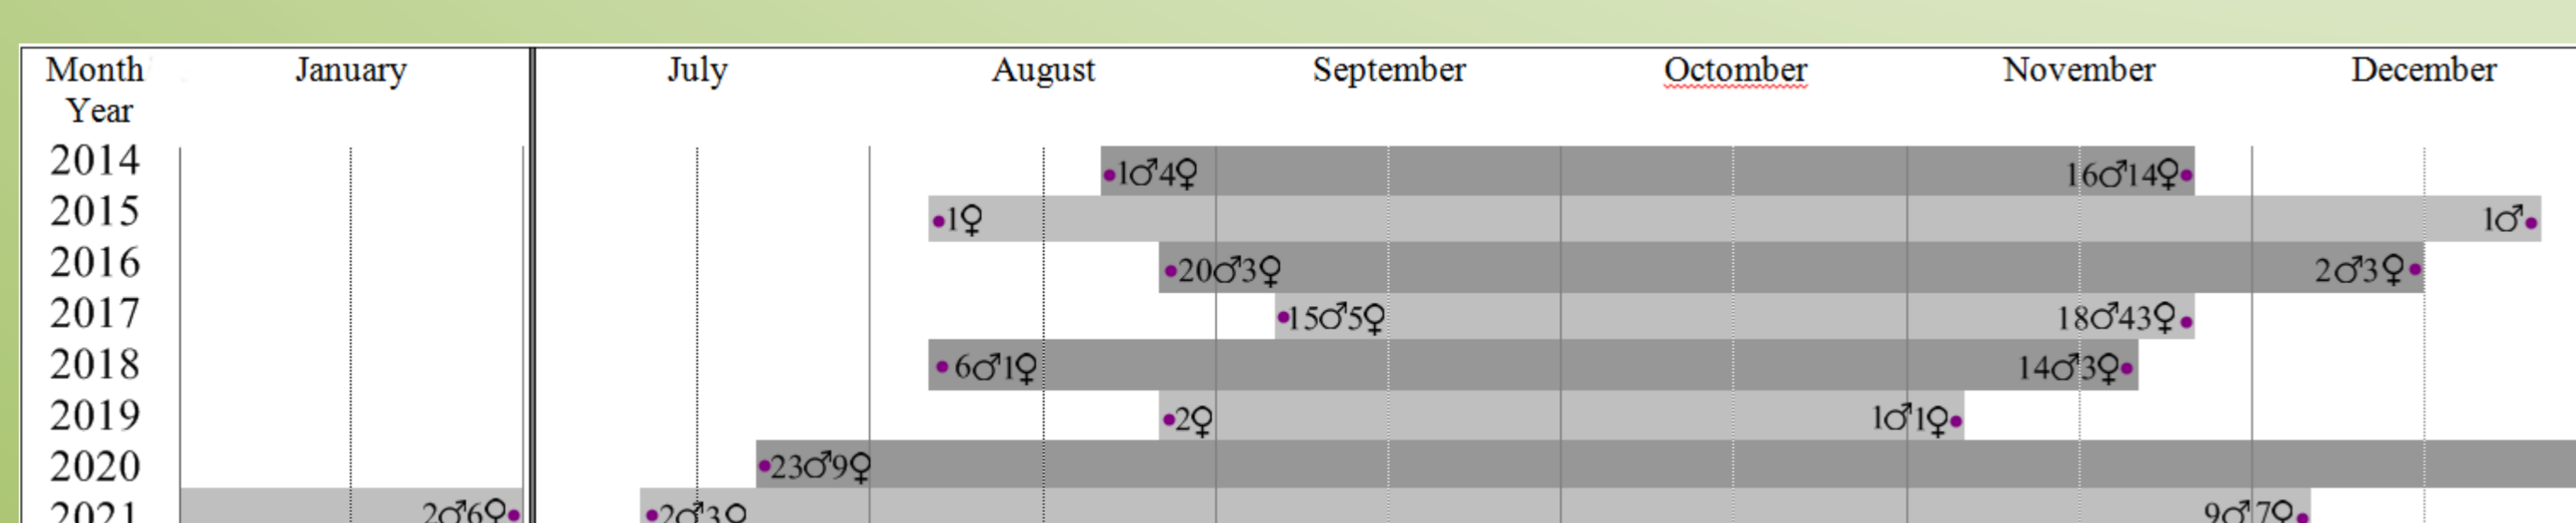 Month January July August September Octomber November December
Year
2014 1♂4♀ 16♂14♀
2015 1♀ 1♂
2016 20♂3♀ 2♂3♀
2017 15♂5♀ 18♂43♀
2018 6♂1♀ 14♂3♀
2019 2♀ 1♂1♀
2020 23♂9♀
2021 2♂6♀ 2♂3♀ 9♂7♀